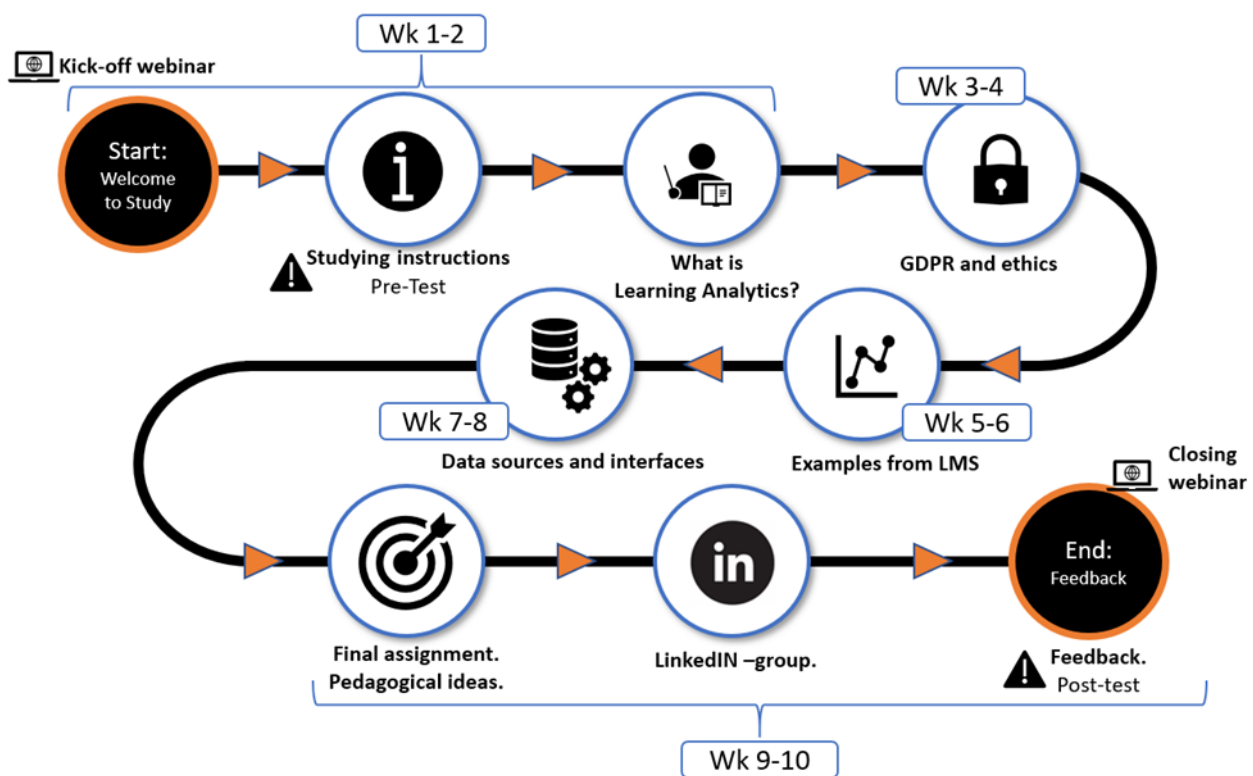 Wk 1-2
Kick-off webinar
Start:
Welcome
to Study
Studying instructions
Pre-Test
What is
Learning Analytics?
Wk 3-4
GDPR and ethics
Wk 5-6
Examples from LMS
Wk 7-8
Data sources and interfaces
Final assignment.
Pedagogical ideas.
in
LinkedIN –group.
Closing
webinar
End:
Feedback
Feedback.
Post-test
Wk 9-10